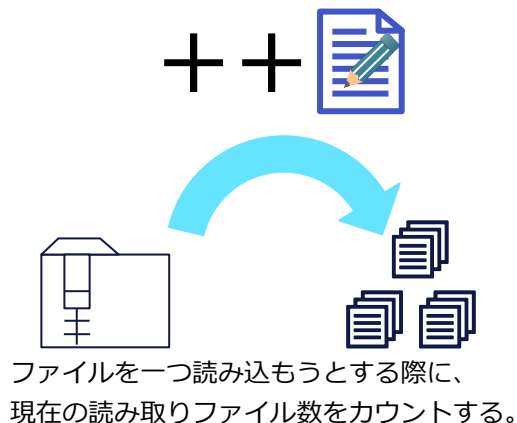 ++
ファイルを一つ読み込もうとする際に、
現在の読み取りファイル数をカウントする。